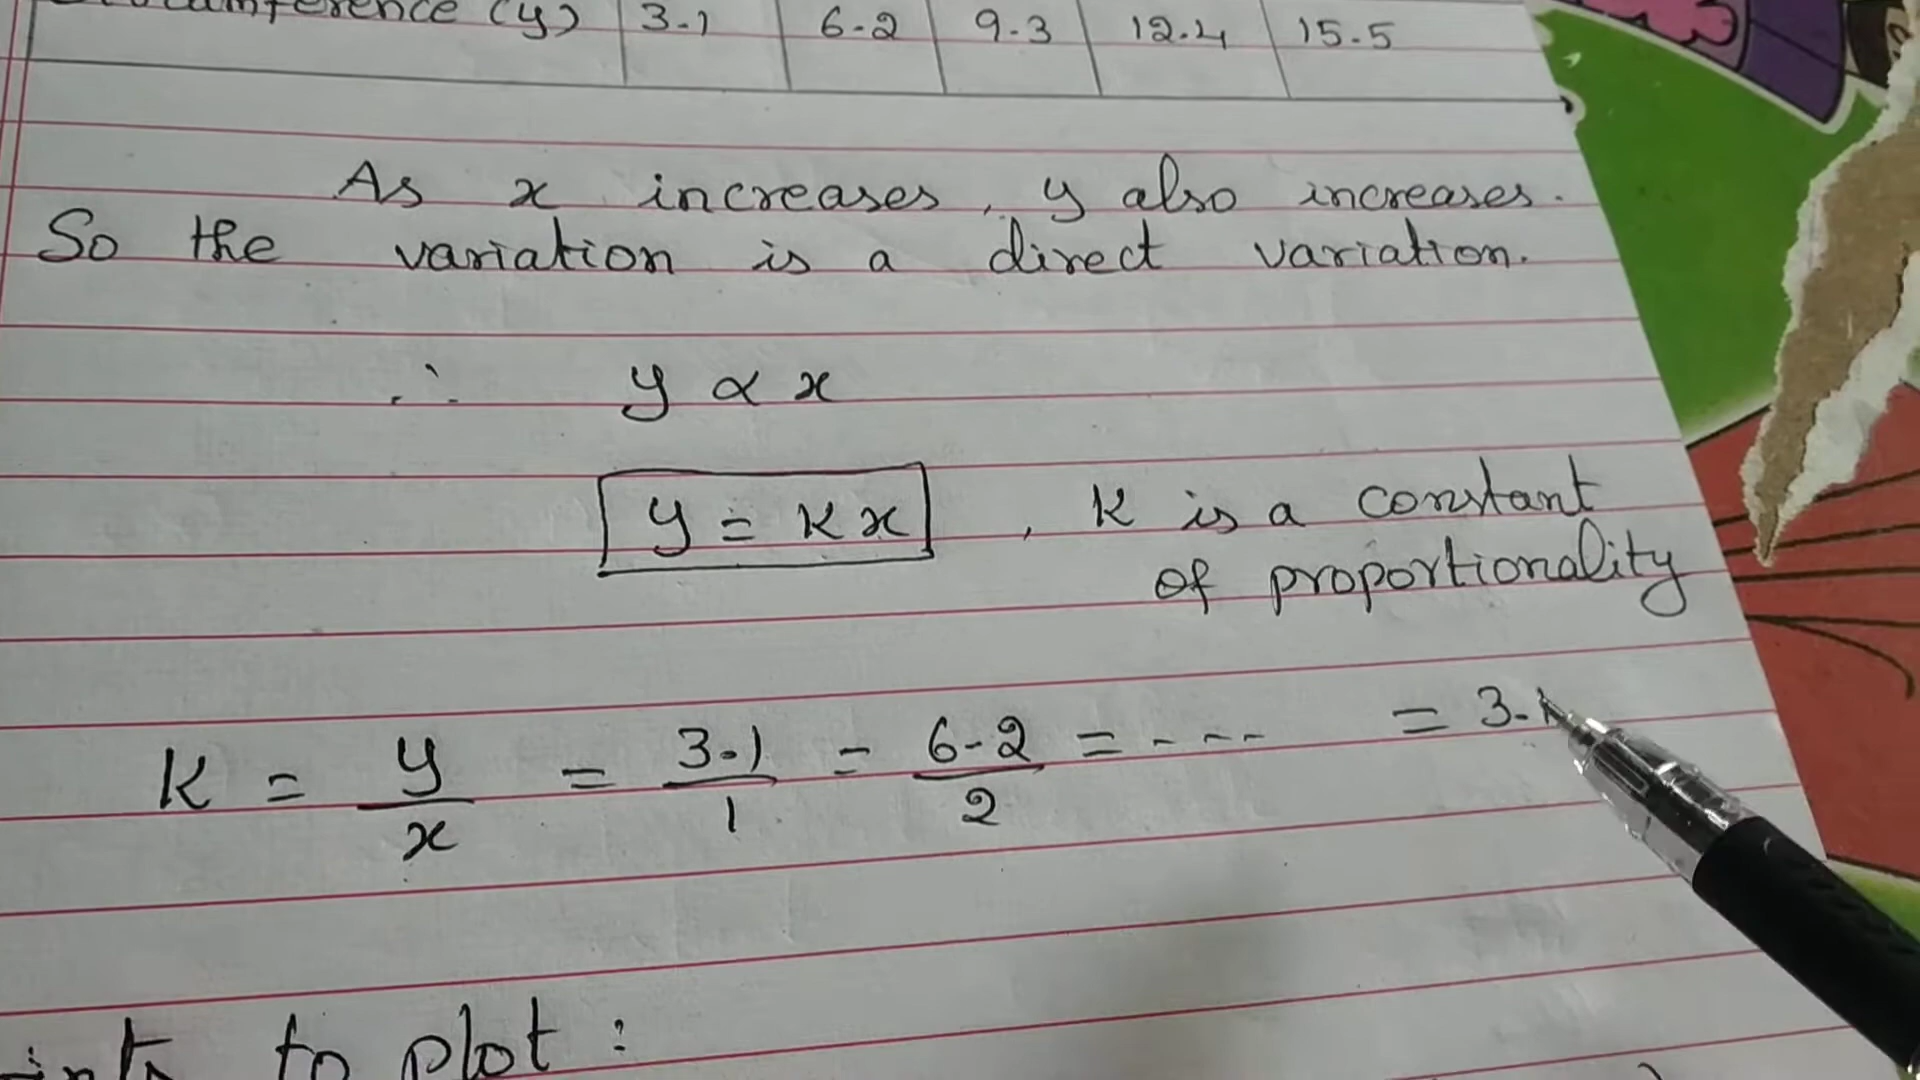 (y) 3.1 6.2 9.3 12.4 15.5
As x increases, y also increases.
So the variation is a direct variation.
∴ y ∝ x
y = Kx , K is a constant
of proportionality
K = y/x = 3.1/1 = 6.2/2 = ---- = 3.1
to plot :